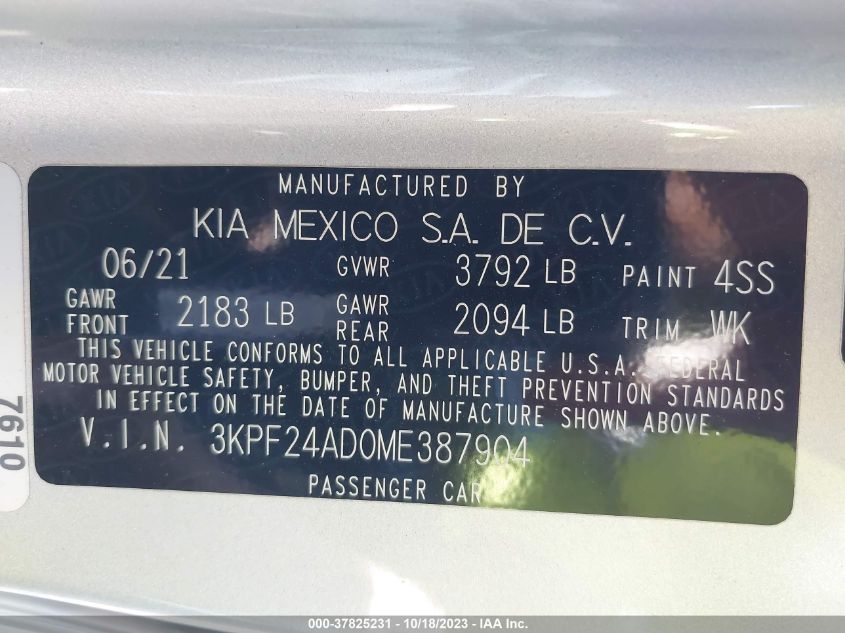 MANUFACTURED BY
KIA MEXICO S.A. DE C.V.
06/21 GVWR 3792 LB PAINT 4SS
GAWR FRONT 2183 LB GAWR REAR 2094 LB TRIM WK
THIS VEHICLE CONFORMS TO ALL APPLICABLE U.S.A. FEDERAL
MOTOR VEHICLE SAFETY, BUMPER, AND THEFT PREVENTION STANDARDS
IN EFFECT ON THE DATE OF MANUFACTURE SHOWN ABOVE.
V.I.N. 3KPF24AD0ME387904
PASSENGER CAR
7610
000-37825231 - 10/18/2023 - IAA Inc.